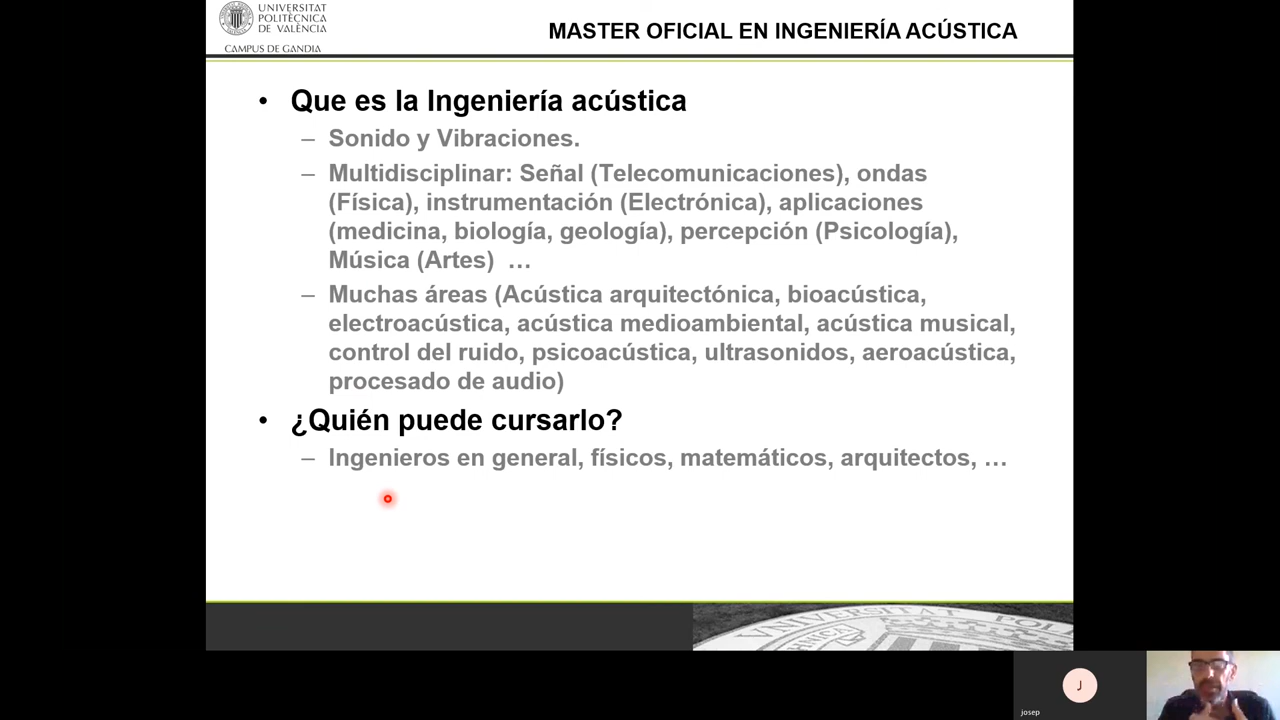 UNIVERSITAT
POLITÈCNICA
DE VALÈNCIA
CAMPUS DE GANDIA
MASTER OFICIAL EN INGENIERÍA ACÚSTICA
• Que es la Ingeniería acústica
– Sonido y Vibraciones.
– Multidisciplinar: Señal (Telecomunicaciones), ondas
(Física), instrumentación (Electrónica), aplicaciones
(medicina, biología, geología), percepción (Psicología),
Música (Artes) …
– Muchas áreas (Acústica arquitectónica, bioacústica,
electroacústica, acústica medioambiental, acústica musical,
control del ruido, psicoacústica, ultrasonidos, aeroacústica,
procesado de audio)
• ¿Quién puede cursarlo?
– Ingenieros en general, físicos, matemáticos, arquitectos, …
UNIVERSITAT POL
J
josep